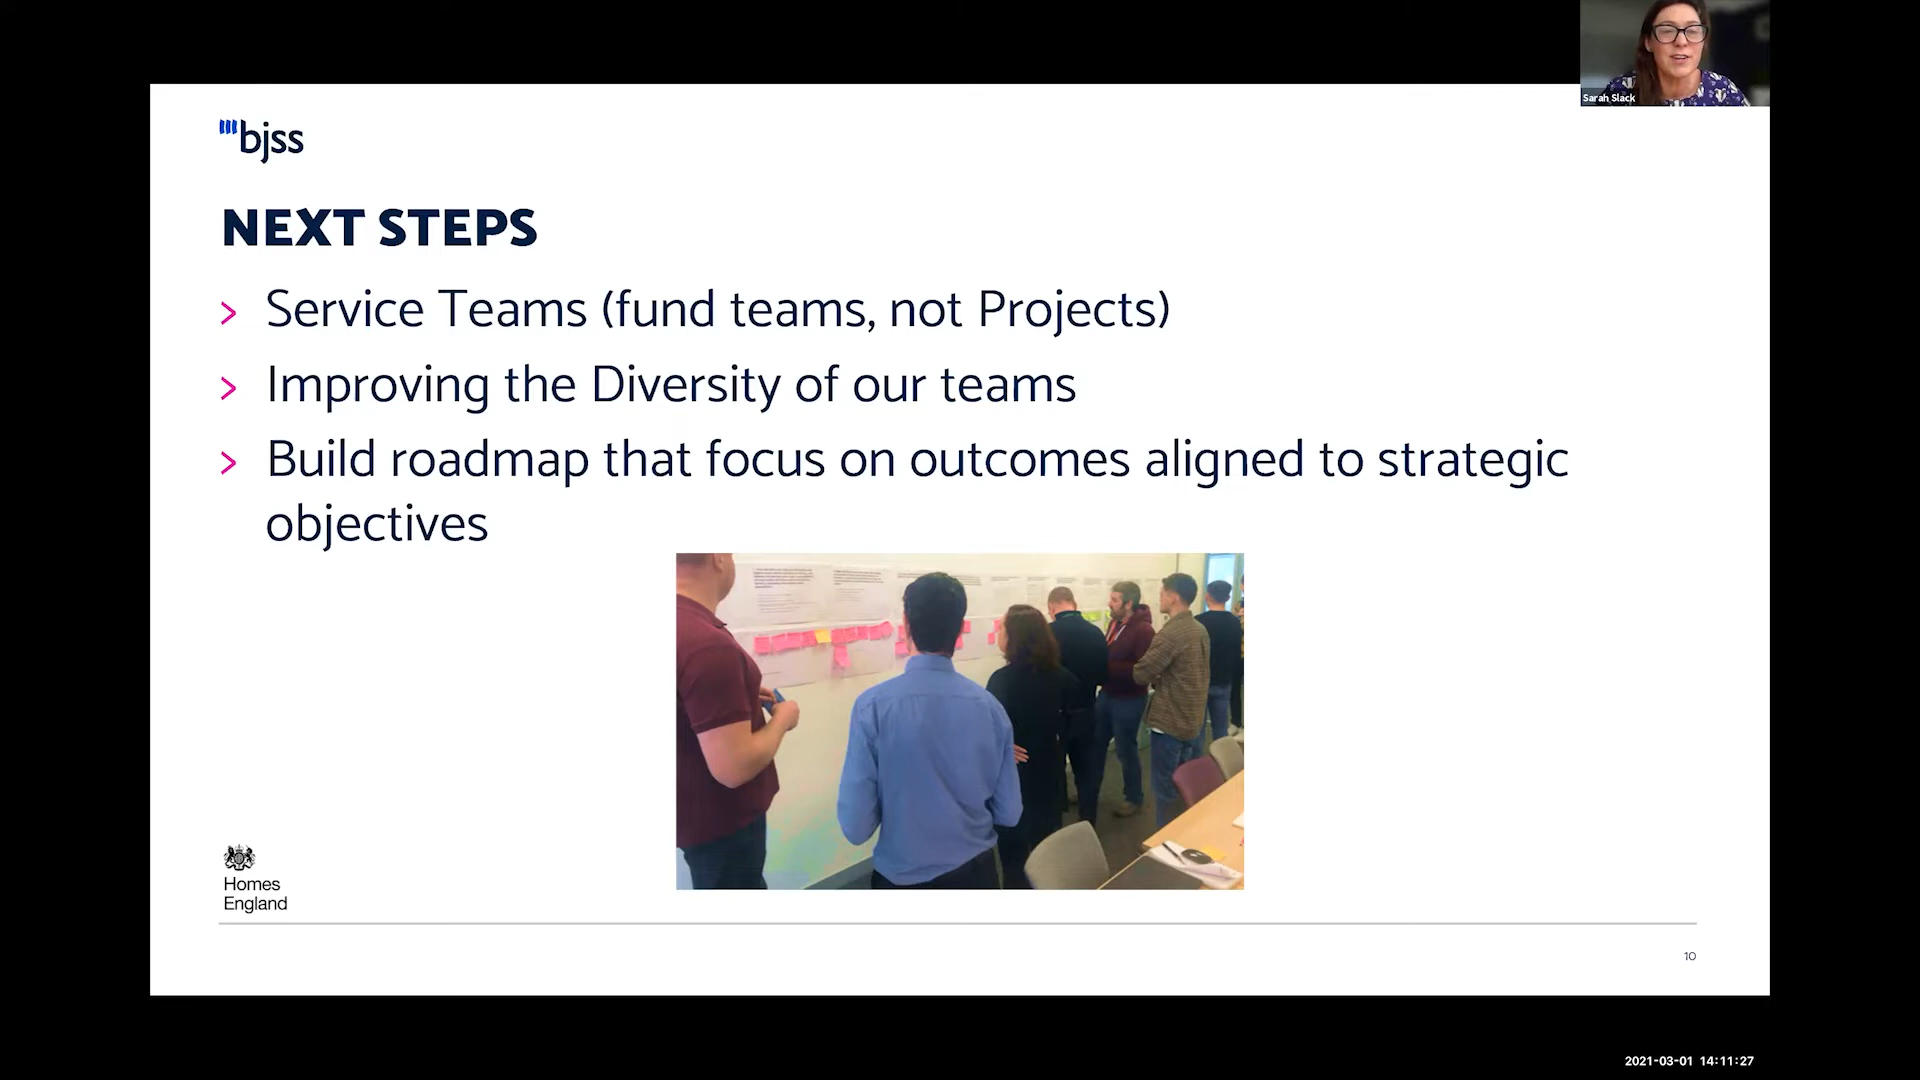 Sarah Slack
bjss
NEXT STEPS
> Service Teams (fund teams, not Projects)
> Improving the Diversity of our teams
> Build roadmap that focus on outcomes aligned to strategic
objectives
Homes
England
10
2021-03-01 14:11:27